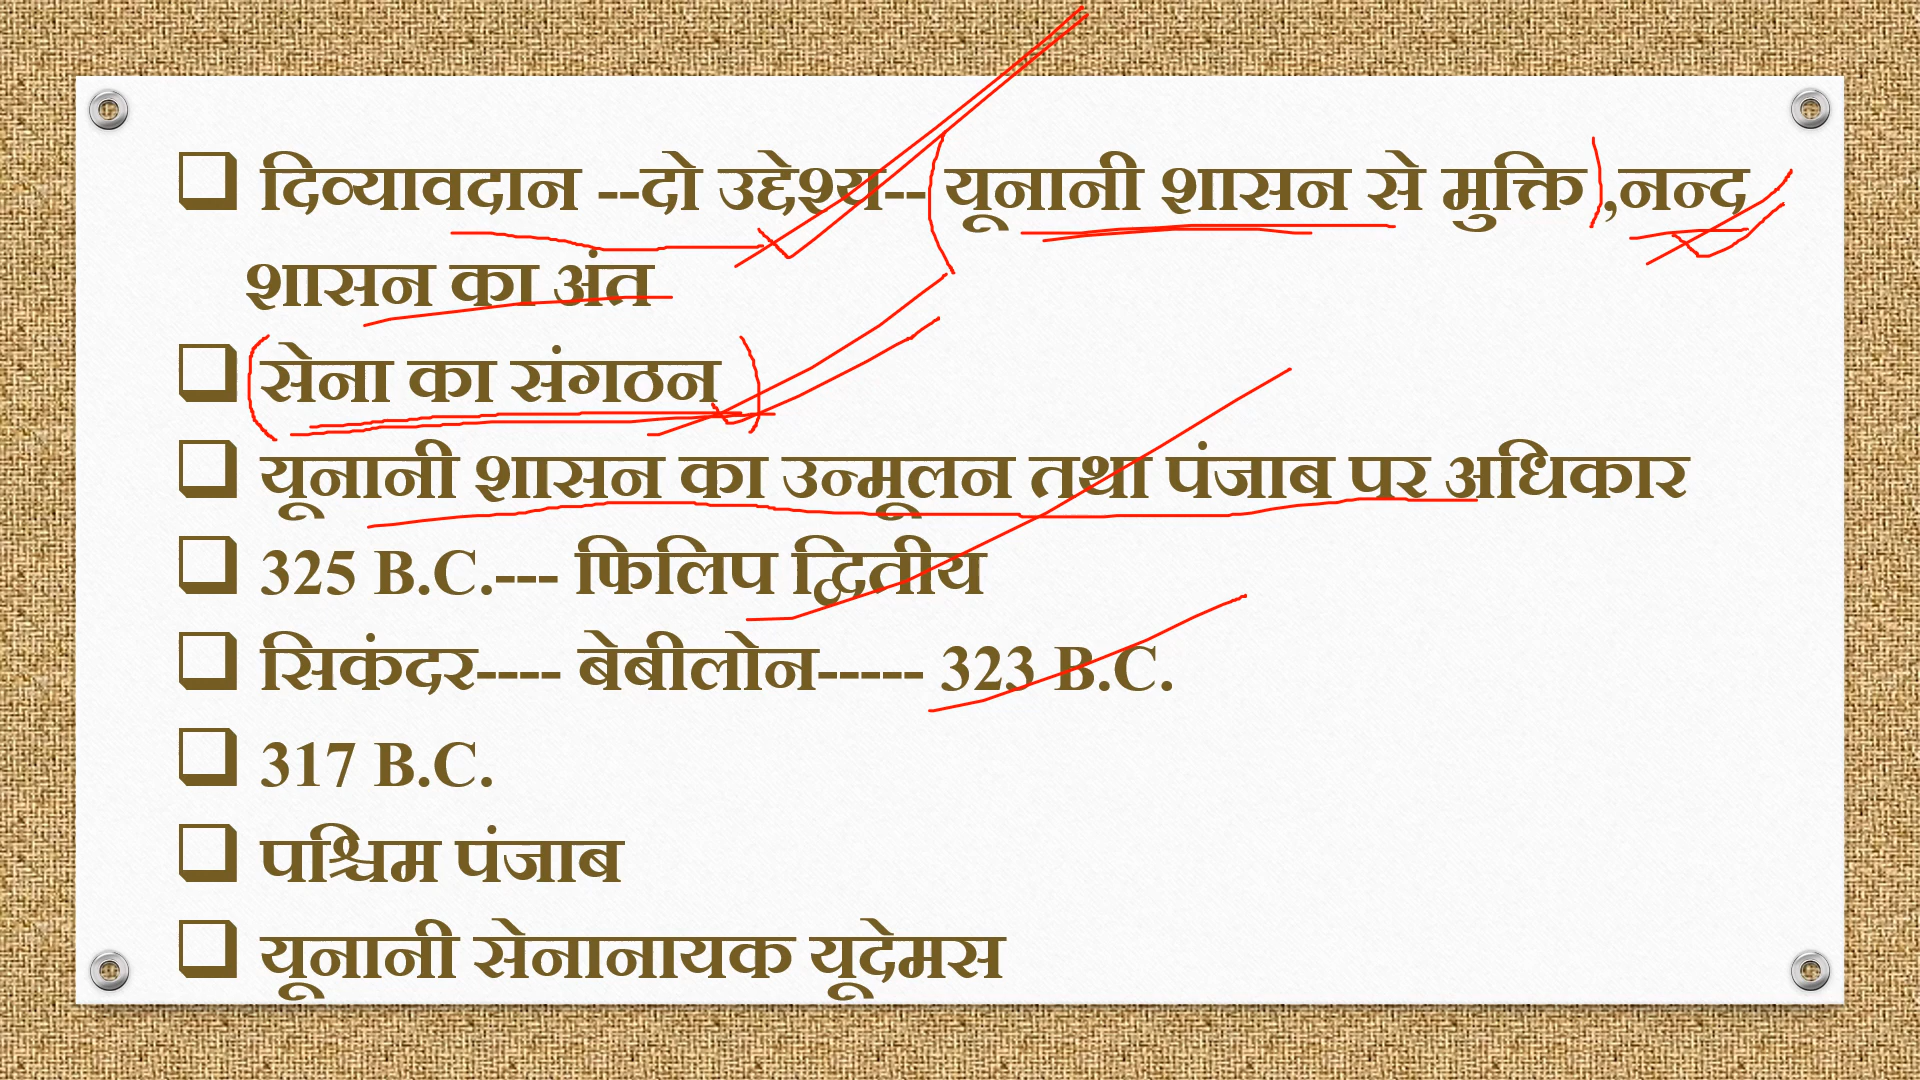 दिव्यावदान --दो उद्देश्य-- यूनानी शासन से मुक्ति ,नन्द
शासन का अंत
सेना का संगठन
यूनानी शासन का उन्मूलन तथा पंजाब पर अधिकार
325 B.C.--- फिलिप द्वितीय
सिकंदर---- बेबीलोन----- 323 B.C.
317 B.C.
पश्चिम पंजाब
यूनानी सेनानायक यूदेमस